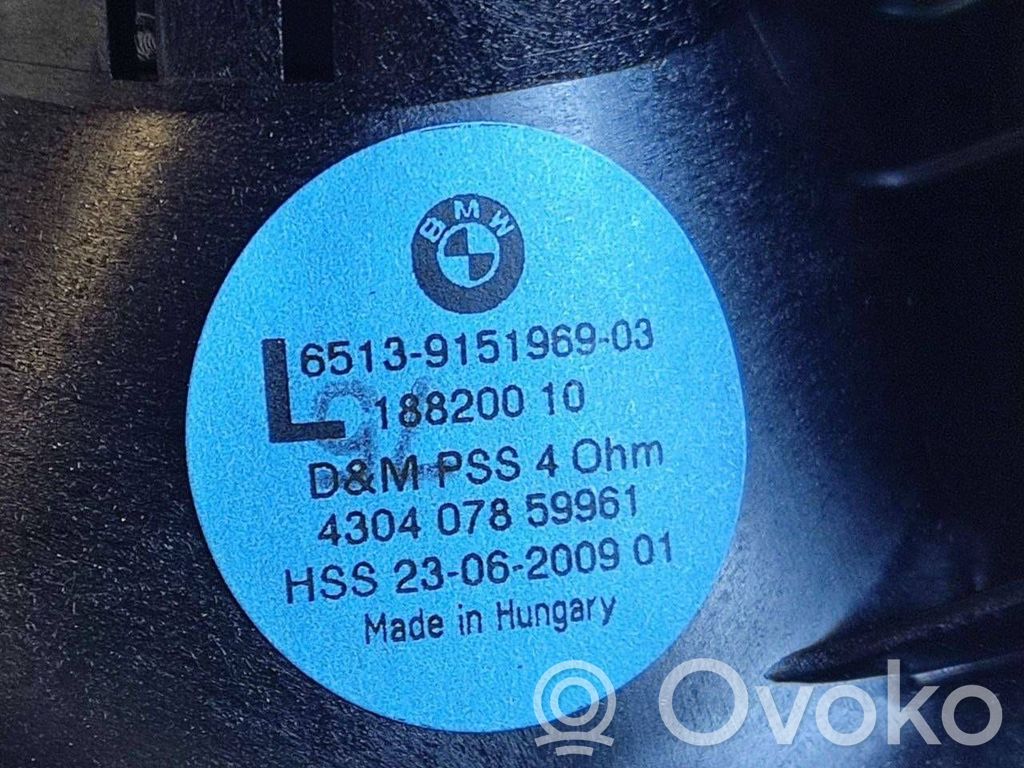 BMW
L 6513-9151969-03
188200 10
D&M PSS 4 Ohm
4304 078 59961
HSS 23-06-2009 01
Made in Hungary
Ovoko